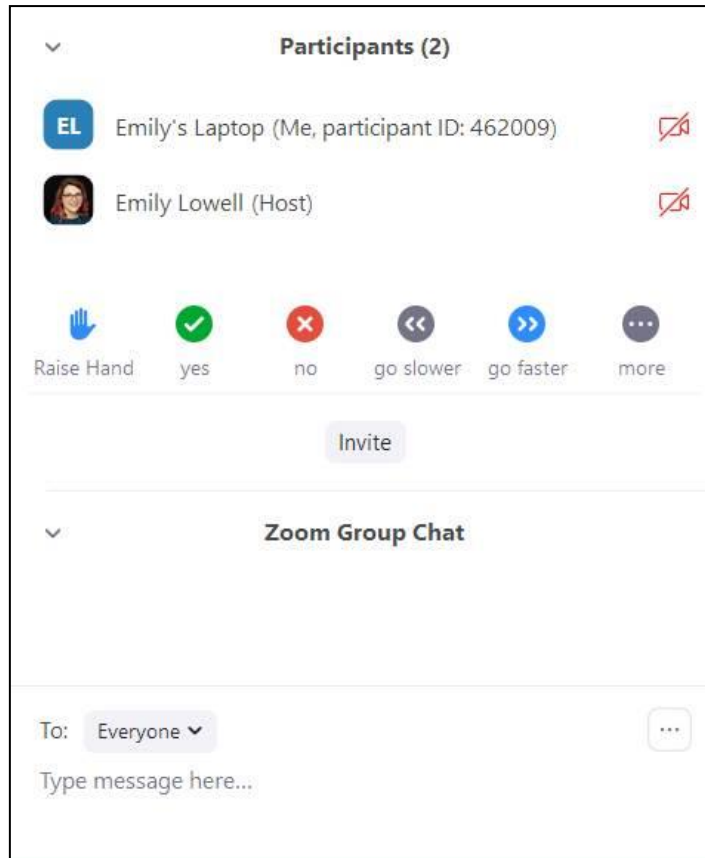 Participants (2)
EL Emily's Laptop (Me, participant ID: 462009)
Emily Lowell (Host)
Raise Hand yes no go slower go faster more
Invite
Zoom Group Chat
To: Everyone
Type message here...